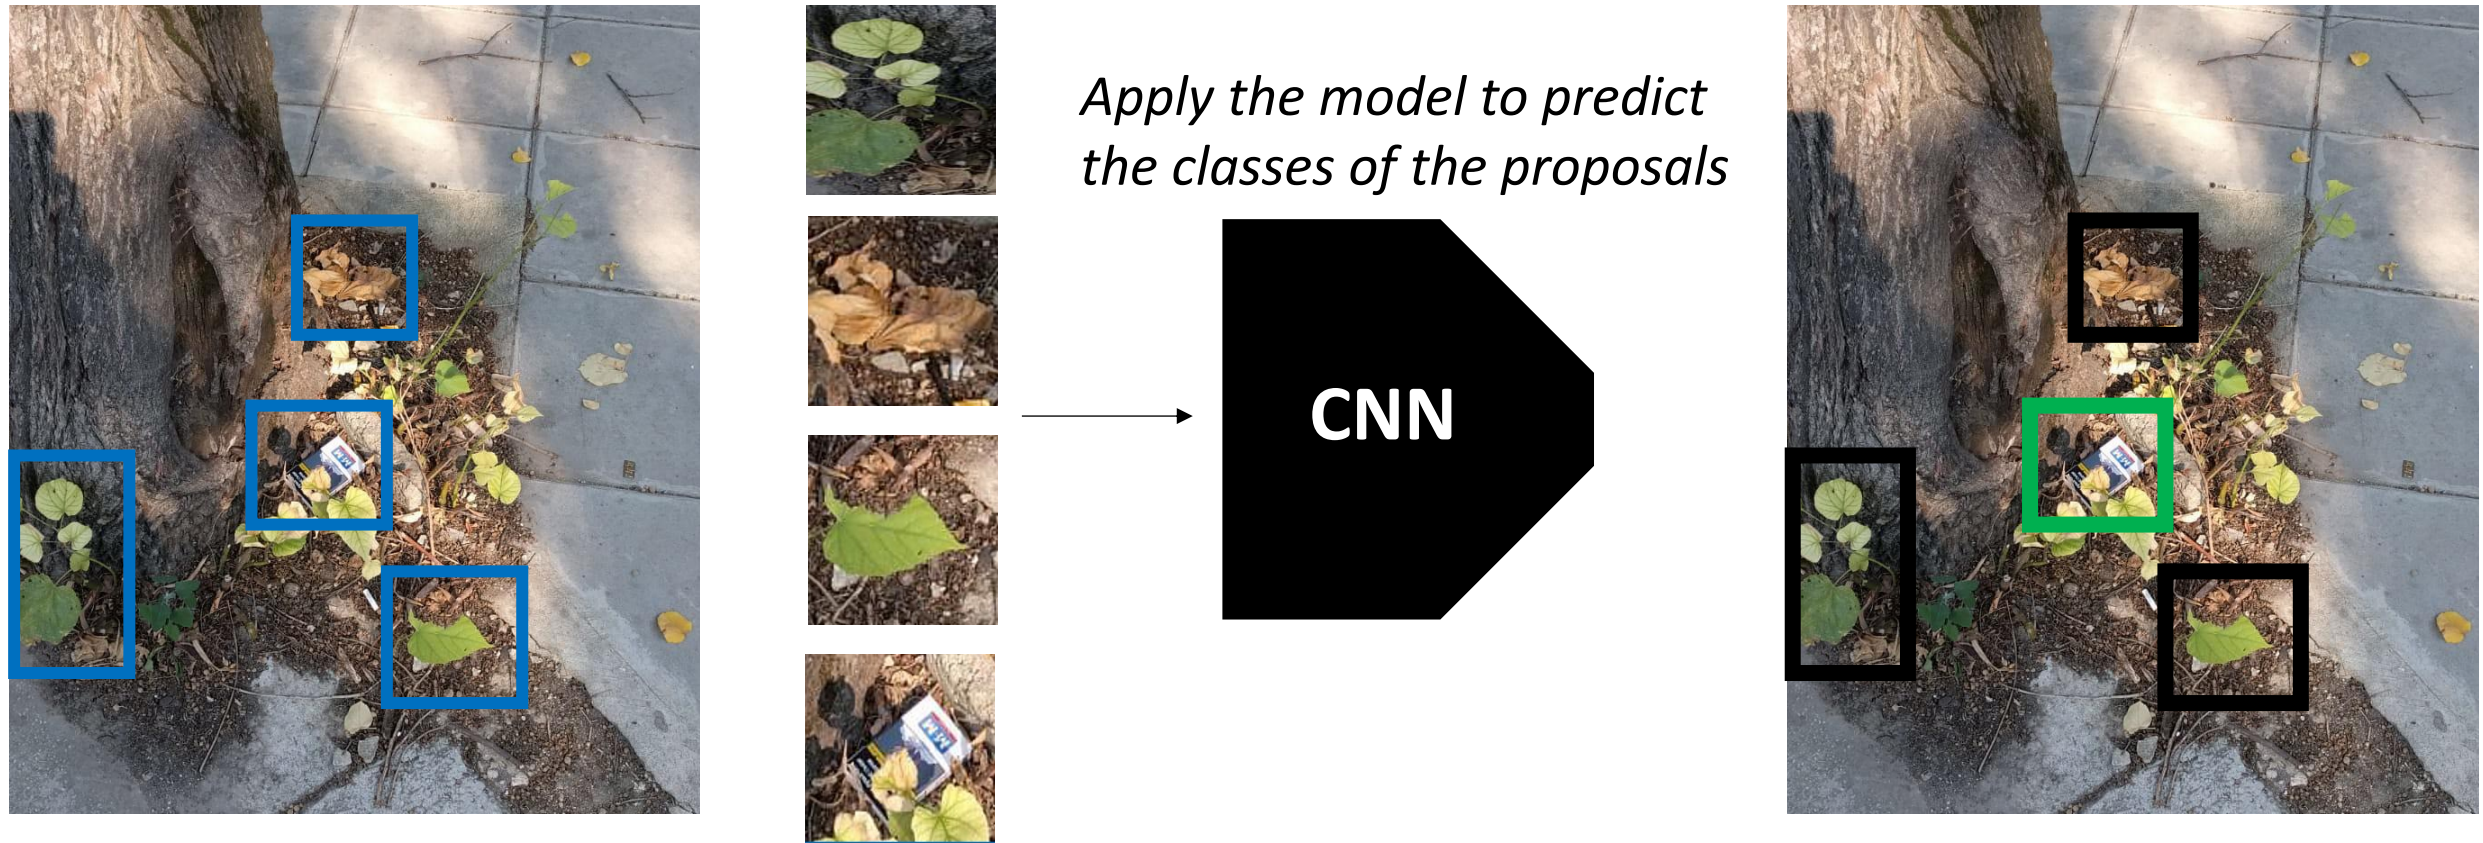 Apply the model to predict
the classes of the proposals
CNN